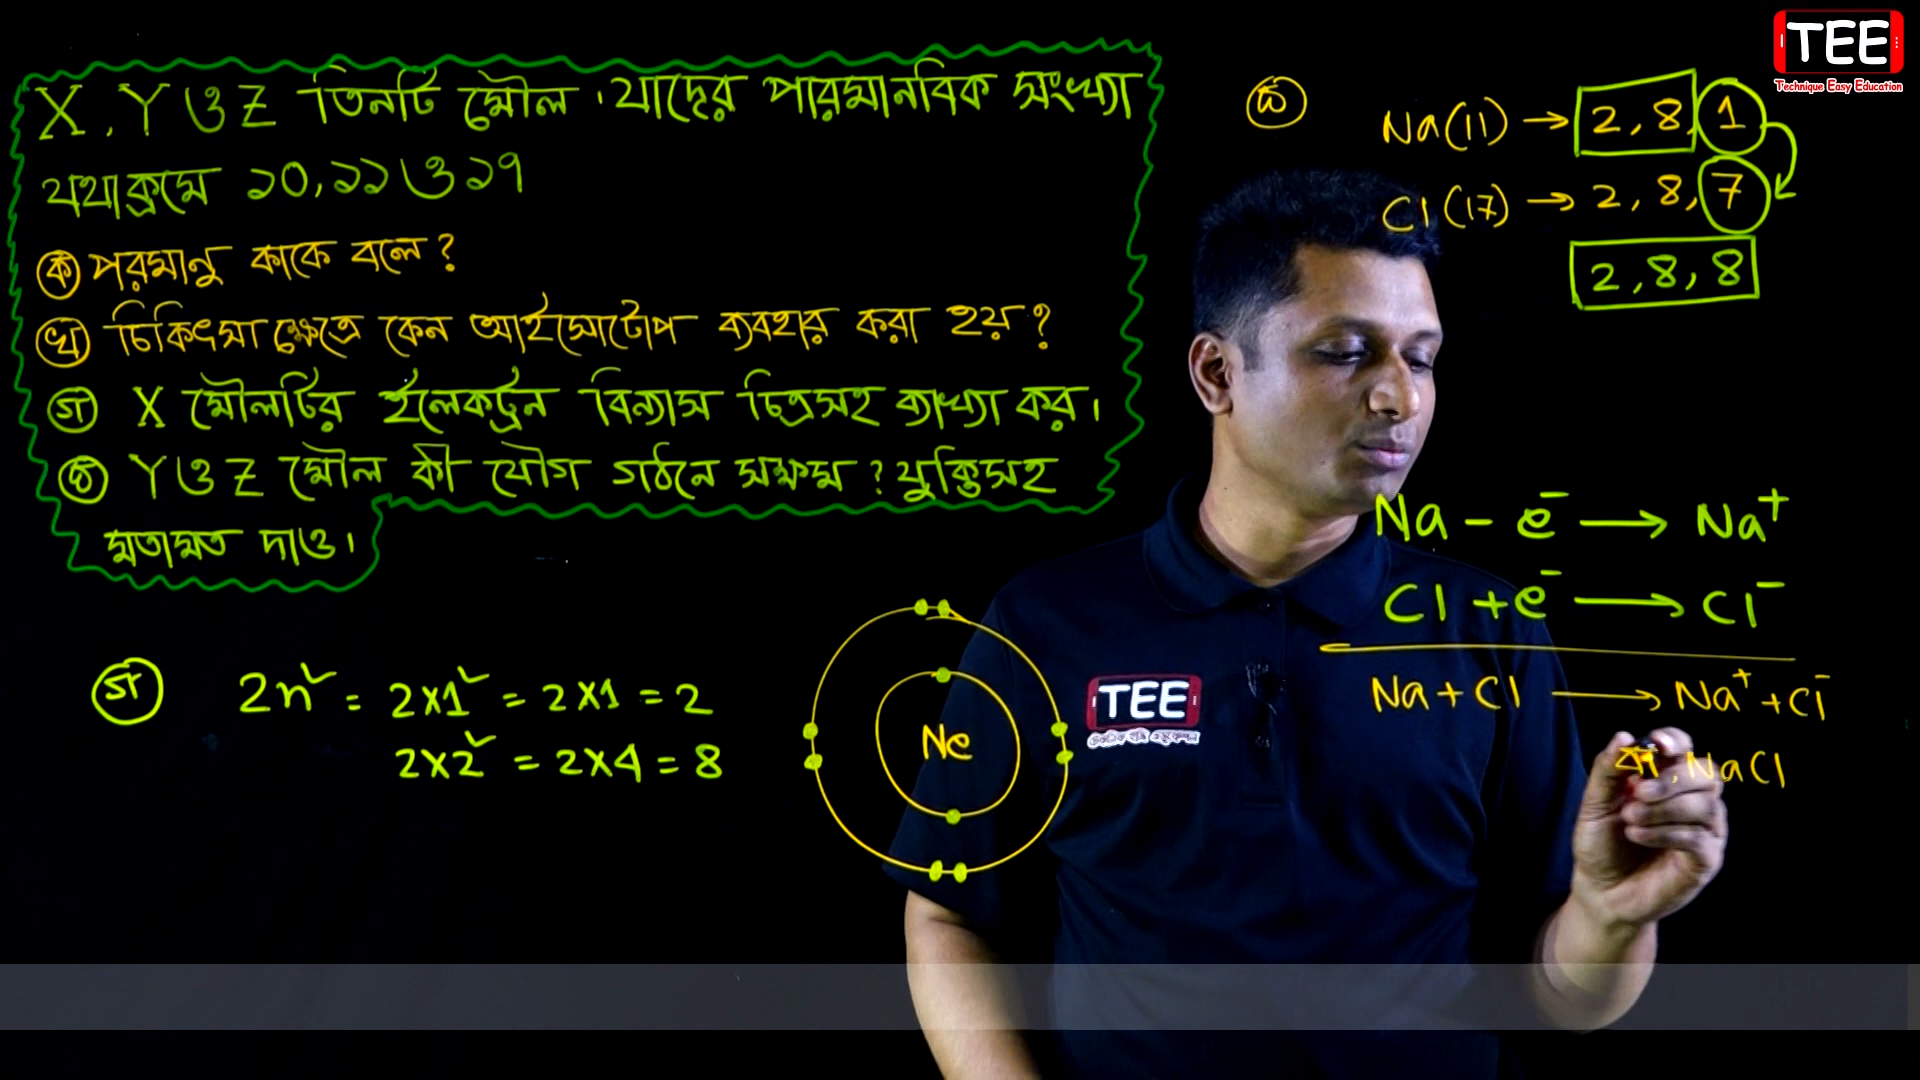 X, Y ও Z তিনটি মৌল । যাদের পারমানবিক সংখ্যা
যথাক্রমে ১০, ১১ ও ১৭
ক পরমানু কাকে বলে ?
খ চিকিৎসা ক্ষেত্রে কেন আইসোটোপ ব্যবহার করা হয় ?
গ X মৌলটির ইলেকট্রন বিন্যাস চিত্রসহ ব্যাখ্যা কর ।
ঘ Y ও Z মৌল কী যৌগ গঠনে সক্ষম ? যুক্তিসহ
মতামত দাও ।
গ 2n² = 2×1² = 2×1 = 2
2×2² = 2×4 = 8
Ne
TEE
Technique Easy Education
ঘ Na(11) → 2, 8, 1
Cl(17) → 2, 8, 7
2, 8, 8
Na – e⁻ → Na⁺
Cl + e⁻ → Cl⁻
Na + Cl → Na⁺ + Cl⁻
বা, NaCl
TEE